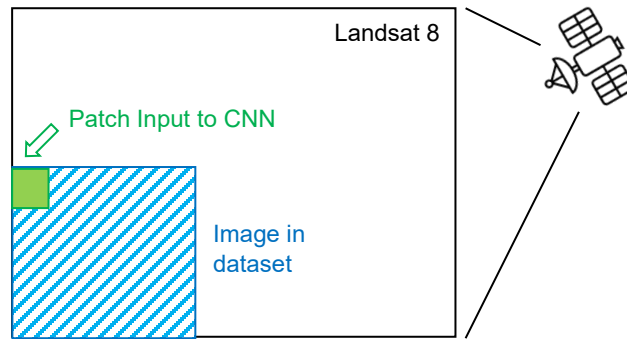 Landsat 8
Patch Input to CNN
Image in
dataset